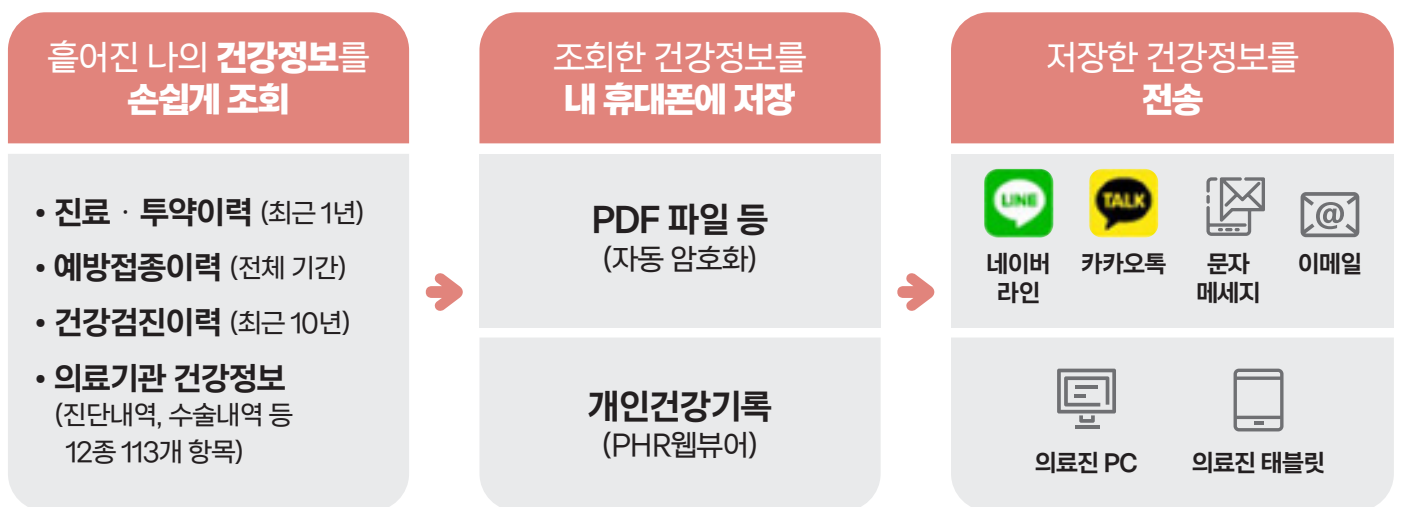 흩어진 나의 건강정보를
손쉽게 조회
• 진료 · 투약이력 (최근 1년)
• 예방접종이력 (전체 기간)
• 건강검진이력 (최근 10년)
• 의료기관 건강정보
(진단내역, 수술내역 등
12종 113개 항목)
조회한 건강정보를
내 휴대폰에 저장
PDF 파일 등
(자동 암호화)
개인건강기록
(PHR웹뷰어)
저장한 건강정보를
전송
LINE
TALK
@
네이버
라인
카카오톡
문자
메세지
이메일
의료진 PC
의료진 태블릿